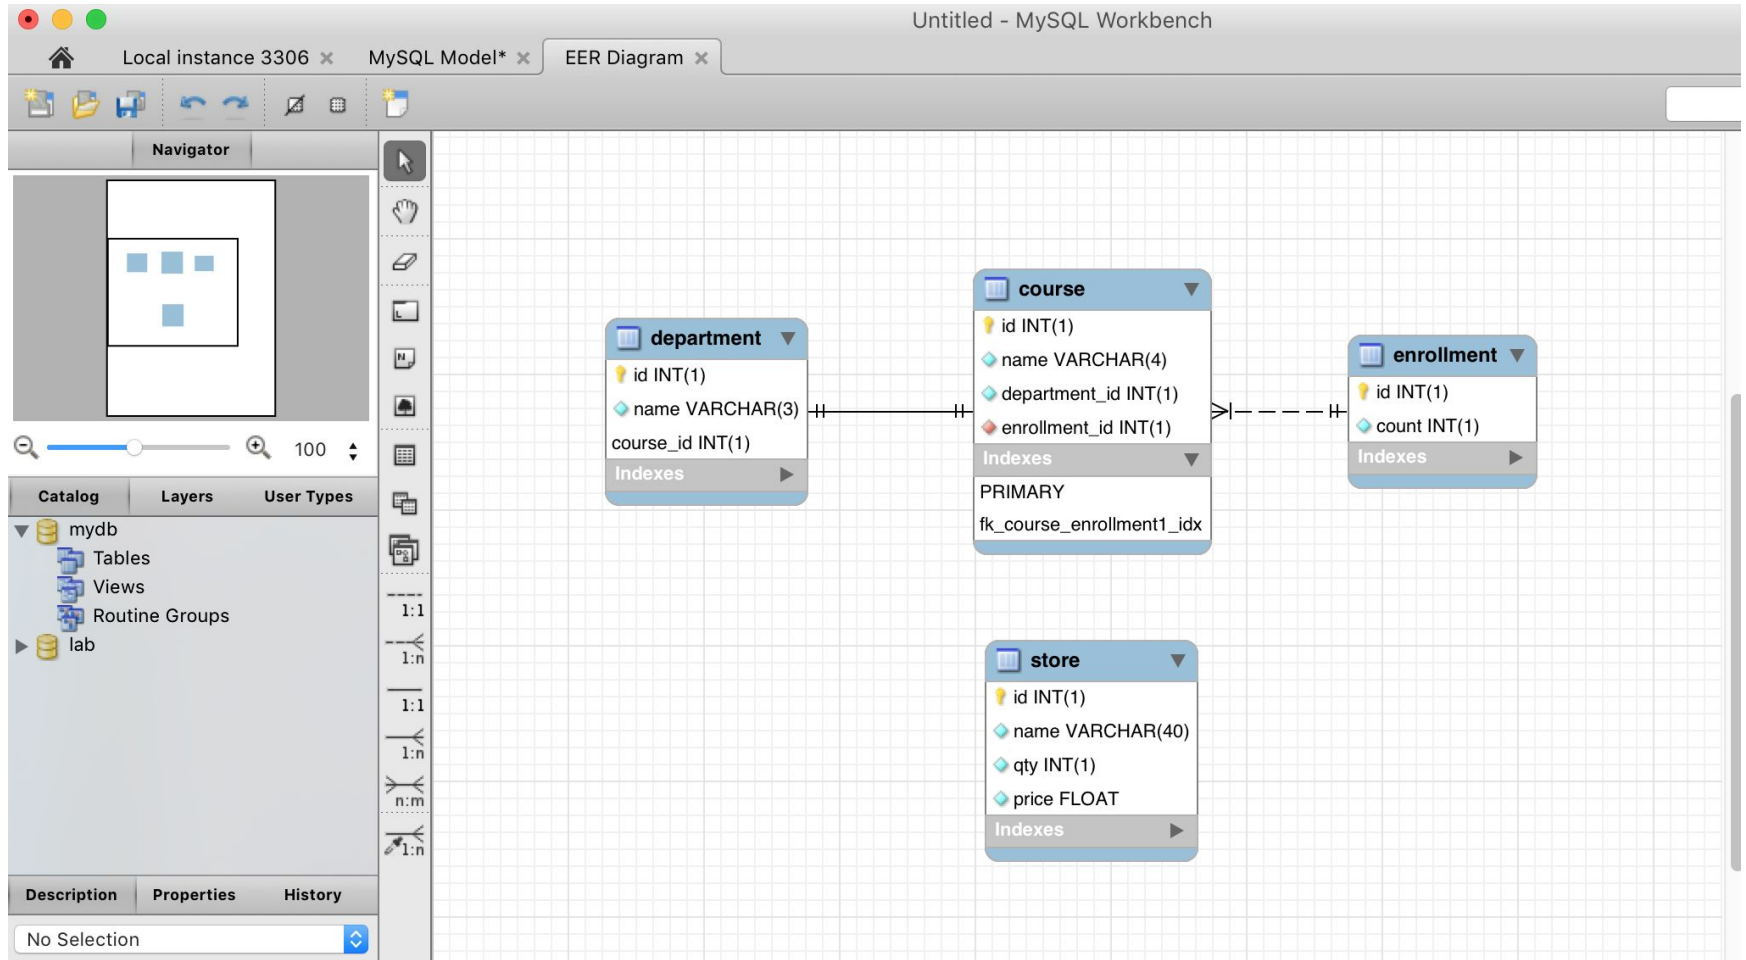 Untitled - MySQL Workbench
Local instance 3306
MySQL Model*
EER Diagram
Navigator
100
Catalog
Layers
User Types
mydb
Tables
Views
Routine Groups
lab
Description
Properties
History
No Selection
L
N
1:1
1:n
1:1
1:n
n:m
1:n
department
id INT(1)
name VARCHAR(3)
course_id INT(1)
Indexes
course
id INT(1)
name VARCHAR(4)
department_id INT(1)
enrollment_id INT(1)
Indexes
PRIMARY
fk_course_enrollment1_idx
enrollment
id INT(1)
count INT(1)
Indexes
store
id INT(1)
name VARCHAR(40)
qty INT(1)
price FLOAT
Indexes